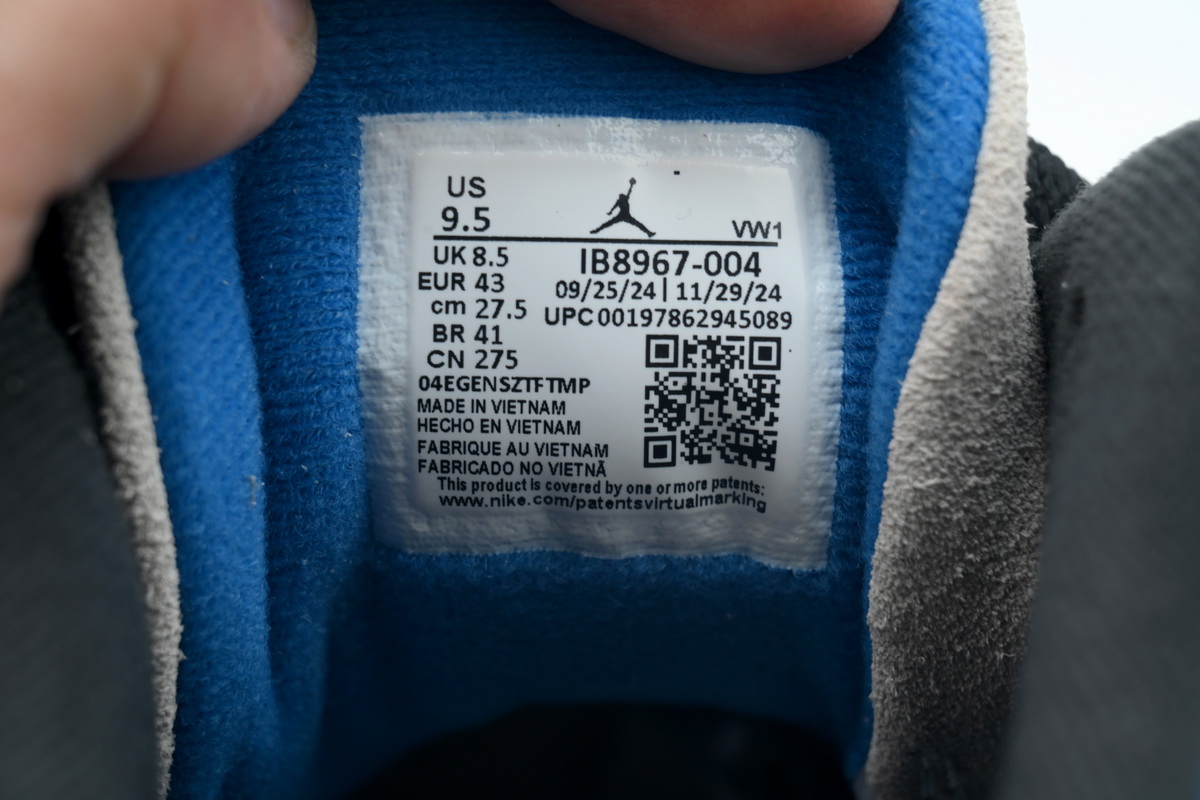 US
9.5
VW1
UK 8.5
EUR 43
cm 27.5
BR 41
CN 275
IB8967-004
09/25/24 | 11/29/24
UPC 00197862945089
04EGENSZTFTMP
MADE IN VIETNAM
HECHO EN VIETNAM
FABRIQUE AU VIETNAM
FABRICADO NO VIETNÃ
This product is covered by one or more patents:
www.nike.com/patentsvirtualmarking